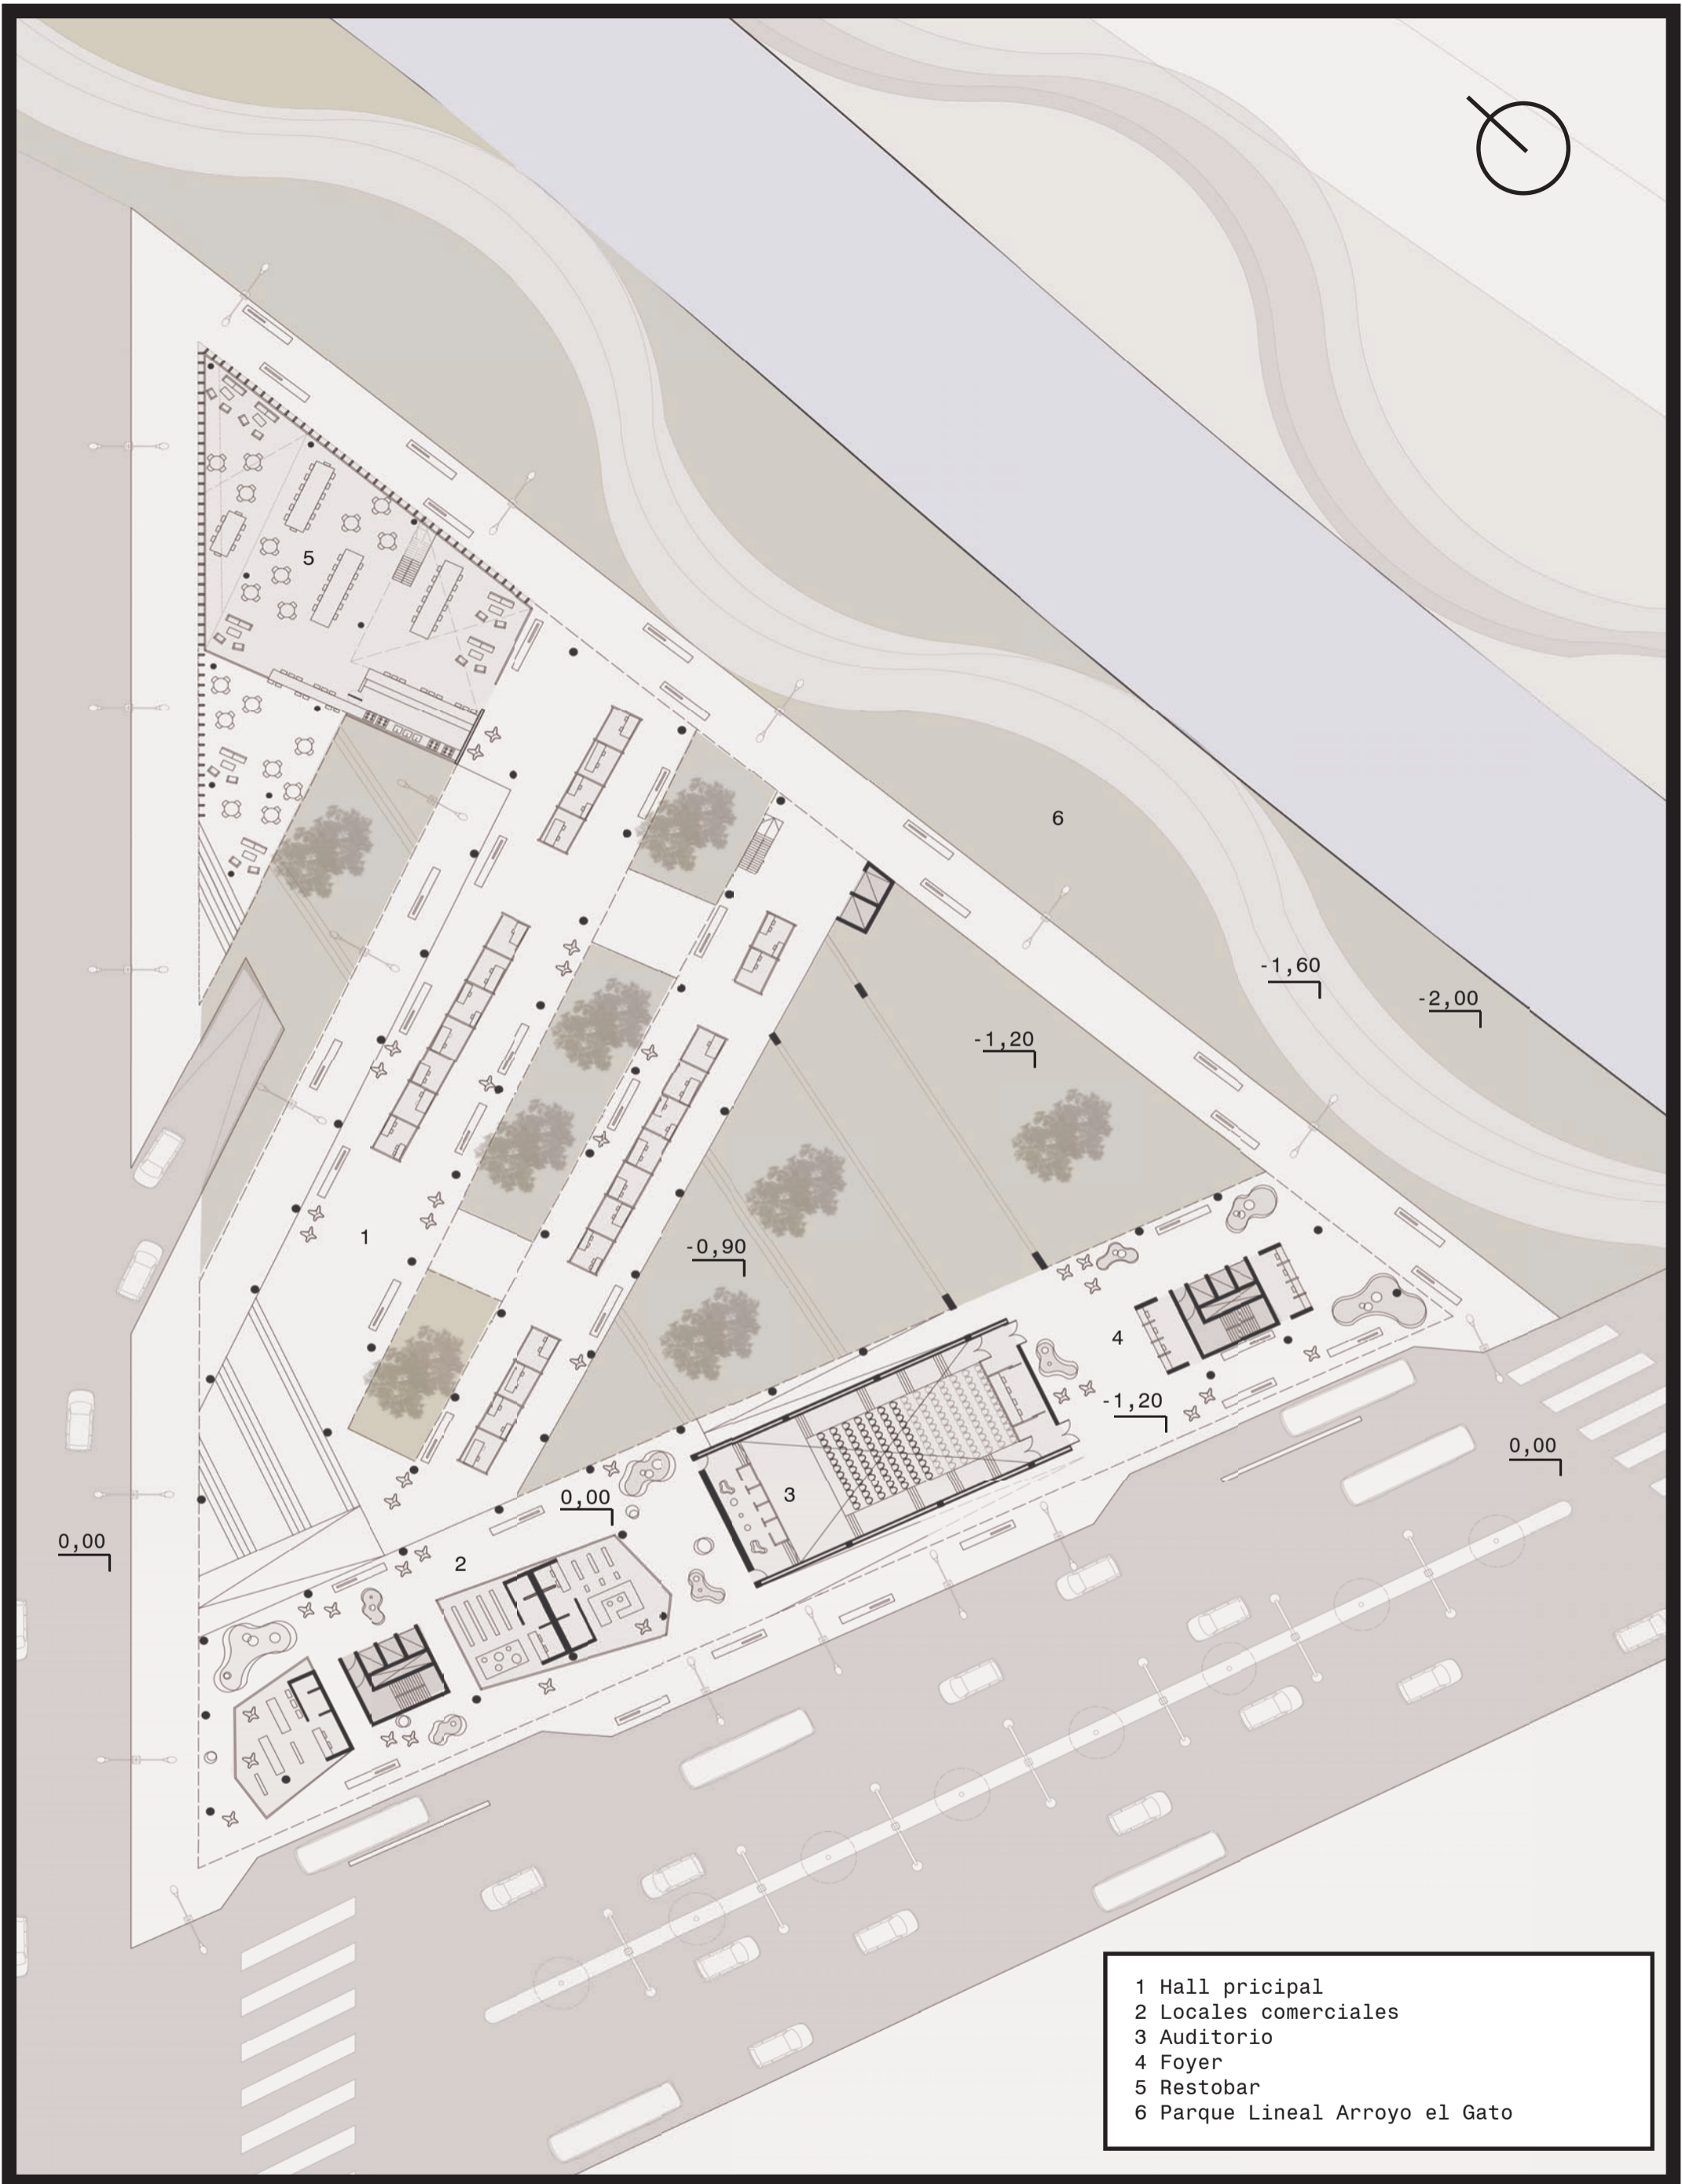 5
6
-1,60
-2,00
-1,20
1
-0,90
4
-1,20
0,00
3
0,00
0,00
2
1 Hall pricipal
2 Locales comerciales
3 Auditorio
4 Foyer
5 Restobar
6 Parque Lineal Arroyo el Gato